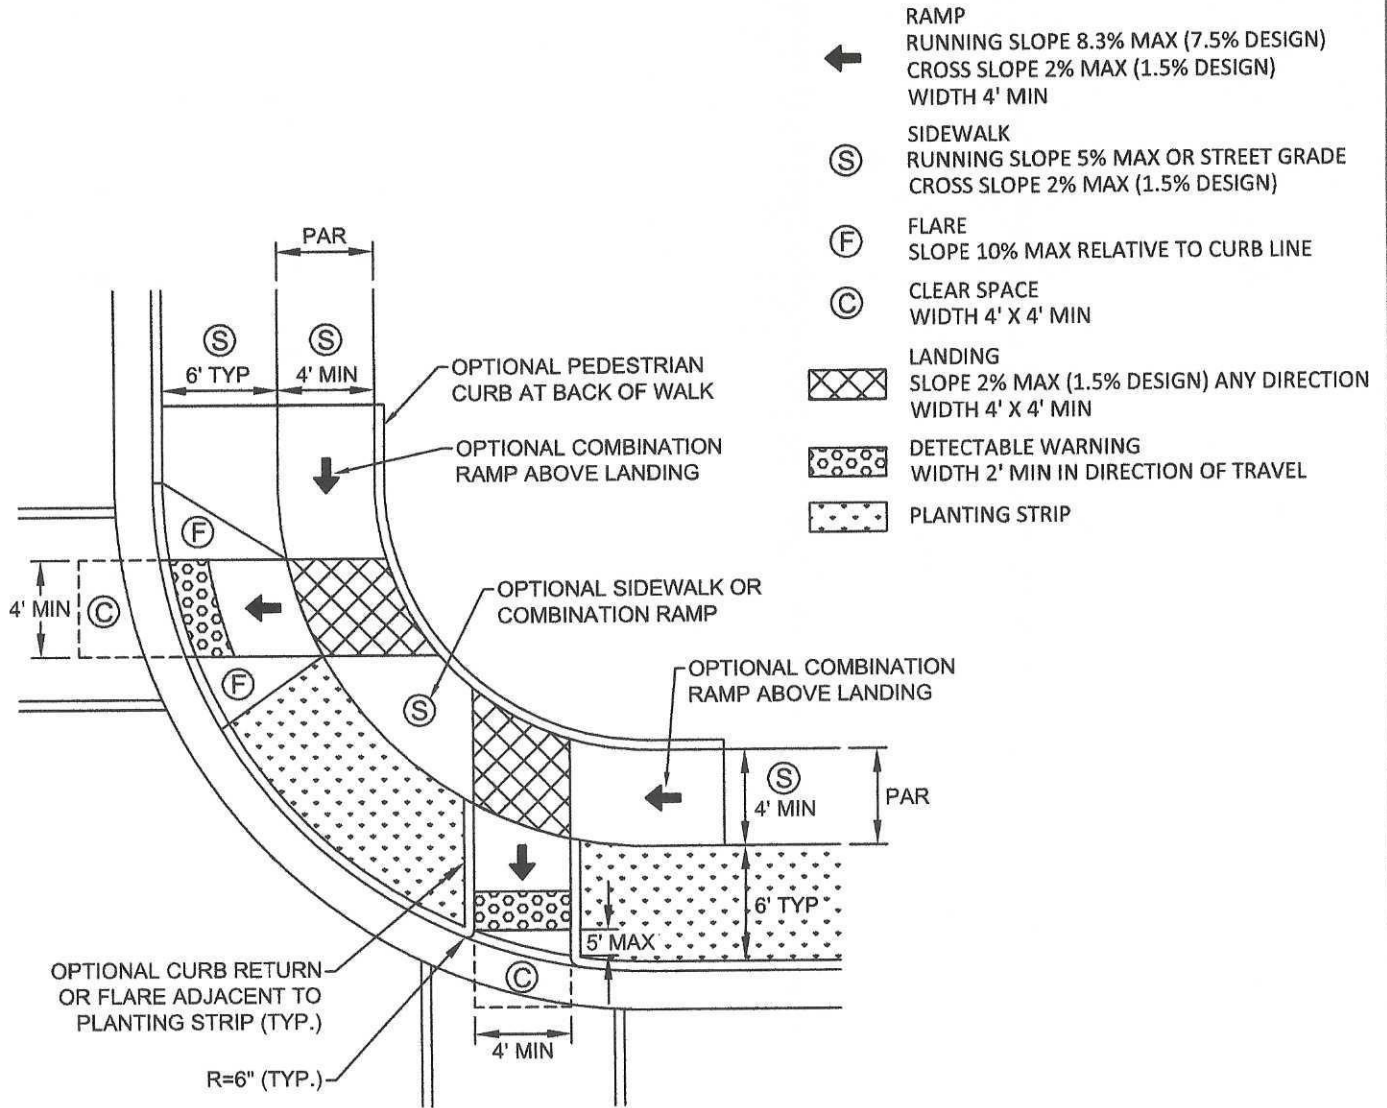 RAMP
RUNNING SLOPE 8.3% MAX (7.5% DESIGN)
CROSS SLOPE 2% MAX (1.5% DESIGN)
WIDTH 4' MIN
S
SIDEWALK
RUNNING SLOPE 5% MAX OR STREET GRADE
CROSS SLOPE 2% MAX (1.5% DESIGN)
F
FLARE
SLOPE 10% MAX RELATIVE TO CURB LINE
C
CLEAR SPACE
WIDTH 4' X 4' MIN
LANDING
SLOPE 2% MAX (1.5% DESIGN) ANY DIRECTION
WIDTH 4' X 4' MIN
DETECTABLE WARNING
WIDTH 2' MIN IN DIRECTION OF TRAVEL
PLANTING STRIP
PAR
S
6' TYP
S
4' MIN
OPTIONAL PEDESTRIAN
CURB AT BACK OF WALK
OPTIONAL COMBINATION
RAMP ABOVE LANDING
F
4' MIN
C
OPTIONAL SIDEWALK OR
COMBINATION RAMP
F
S
OPTIONAL COMBINATION
RAMP ABOVE LANDING
S
4' MIN
PAR
6' TYP
5' MAX
C
4' MIN
OPTIONAL CURB RETURN
OR FLARE ADJACENT TO
PLANTING STRIP (TYP.)
R=6" (TYP.)